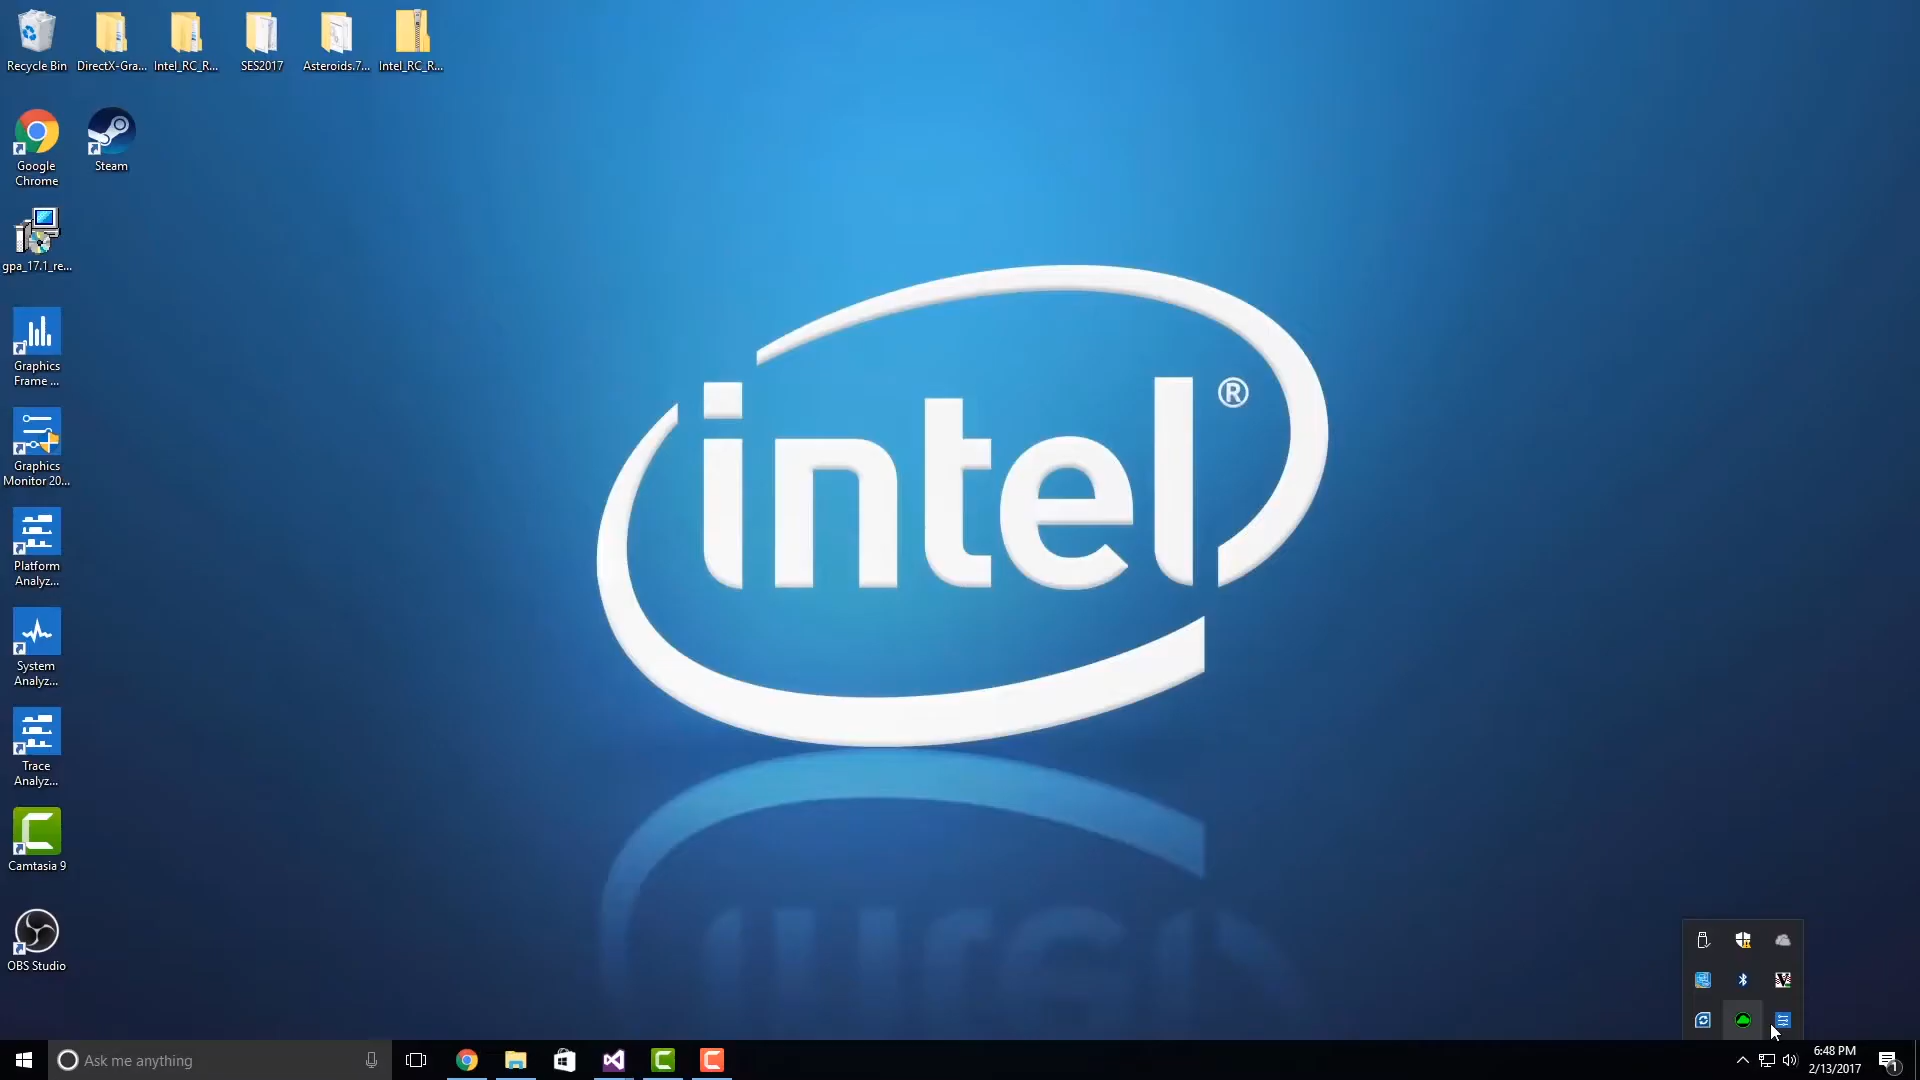 Recycle Bin
DirectX-Gra...
Intel_RC_R...
SES2017
Asteroids.7...
Intel_RC_R...
Google
Chrome
Steam
gpa_17.1_re...
Graphics
Frame ...
Graphics
Monitor 20...
Platform
Analyz...
System
Analyz...
Trace
Analyz...
Camtasia 9
OBS Studio
intel®
Ask me anything
6:48 PM
2/13/2017
1